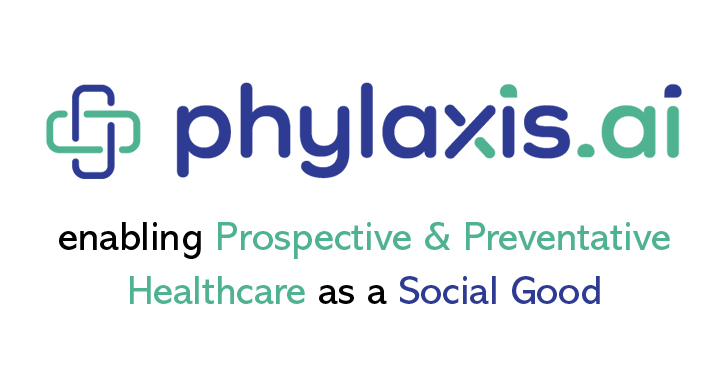 phylaxis.ai
enabling Prospective & Preventative
Healthcare as a Social Good